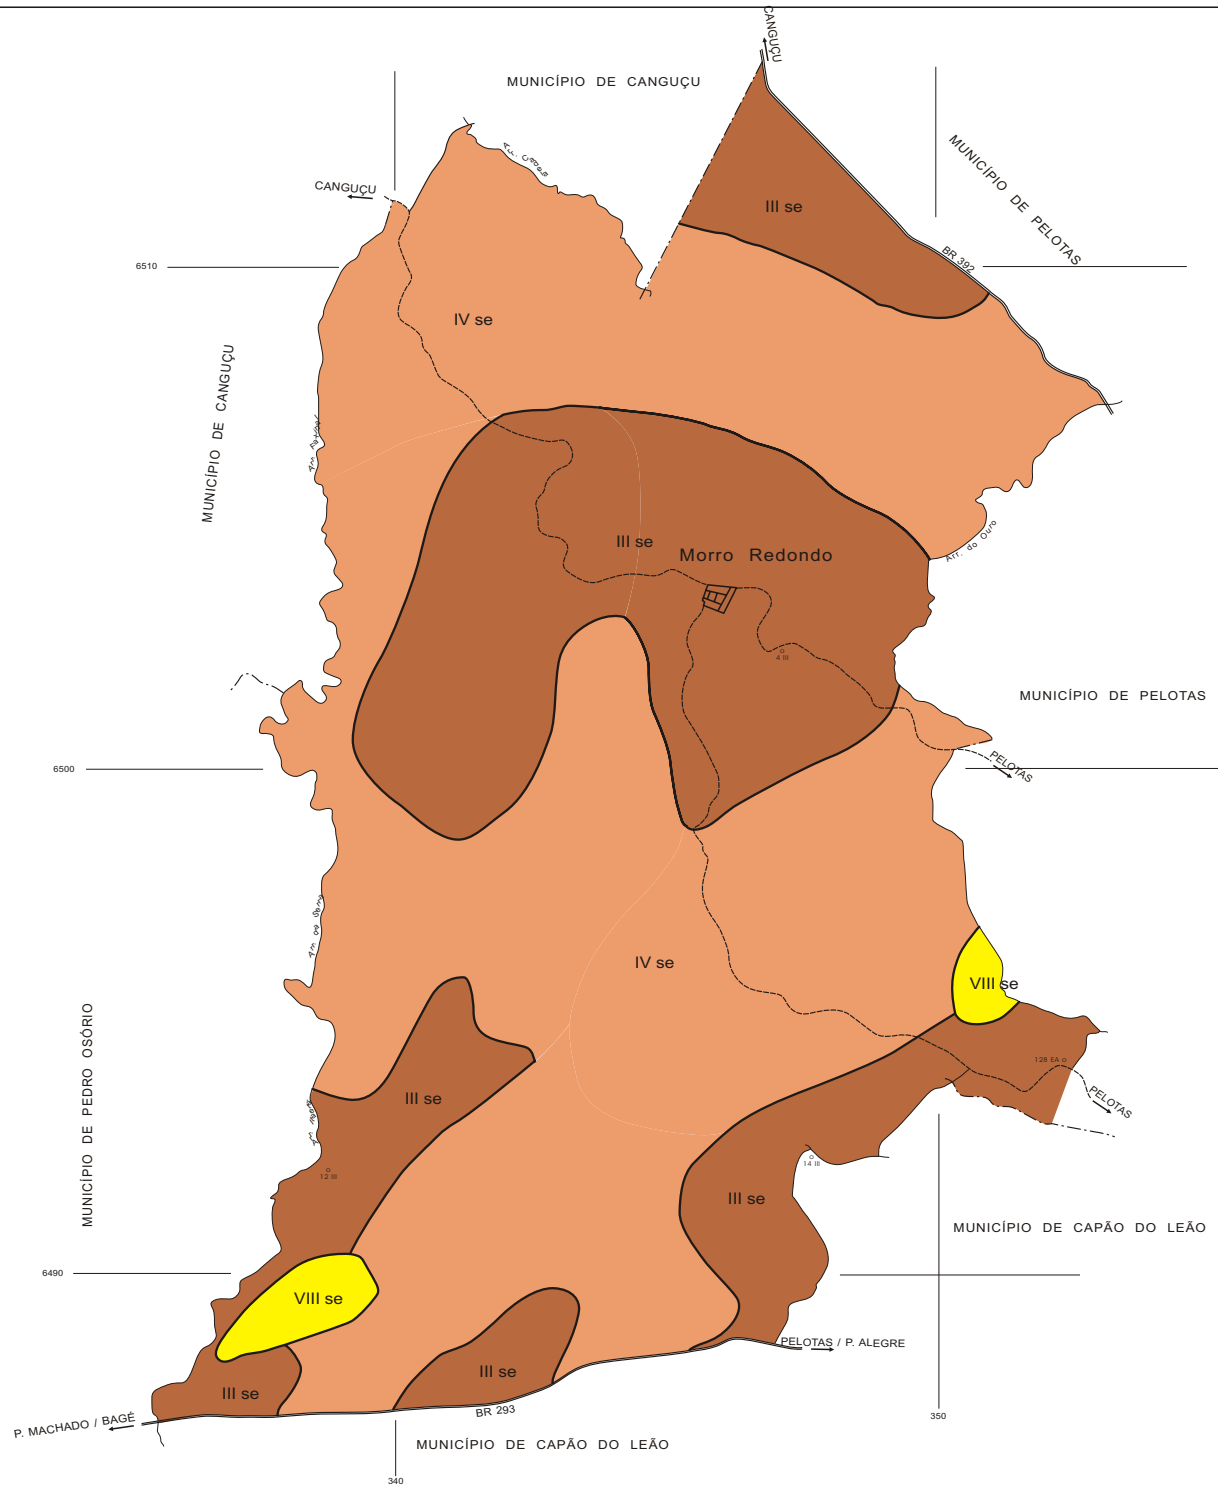 CANGUÇU
MUNICÍPIO DE CANGUÇU
MUNICÍPIO DE PELOTAS
CANGUÇU
III se
BR 392
6510
IV se
MUNICÍPIO DE CANGUÇU
III se
Morro Redondo
Arr. do Ouro
4 III
MUNICÍPIO DE PELOTAS
PELOTAS
6500
IV se
VIII se
MUNICÍPIO DE PEDRO OSÓRIO
128 EA
PELOTAS
III se
14 III
12 III
III se
MUNICÍPIO DE CAPÃO DO LEÃO
6490
VIII se
PELOTAS / P. ALEGRE
III se
III se
BR 293
350
P. MACHADO / BAGÉ
MUNICÍPIO DE CAPÃO DO LEÃO
340